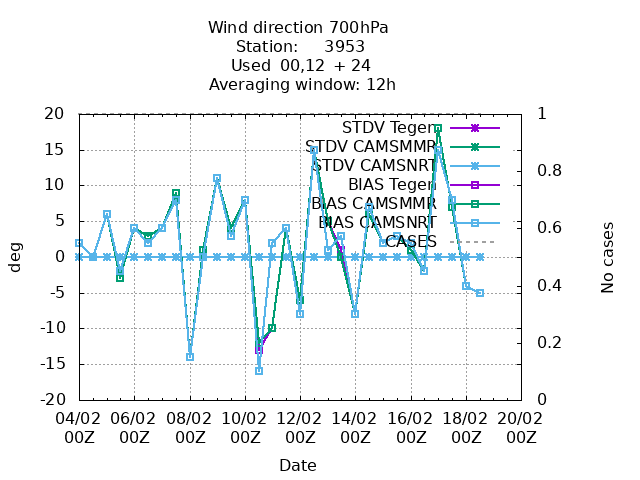 Wind direction 700hPa
Station: 3953
Used 00,12 + 24
Averaging window: 12h
STDV Tegen
STDV CAMSMMR
STDV CAMSNRT
BIAS Tegen
BIAS CAMSMMR
BIAS CAMSNRT
CASES
20
15
10
5
0
-5
-10
-15
-20
deg
1
0.8
0.6
0.4
0.2
0
No cases
04/02 06/02 08/02 10/02 12/02 14/02 16/02 18/02 20/02
00Z 00Z 00Z 00Z 00Z 00Z 00Z 00Z 00Z
Date